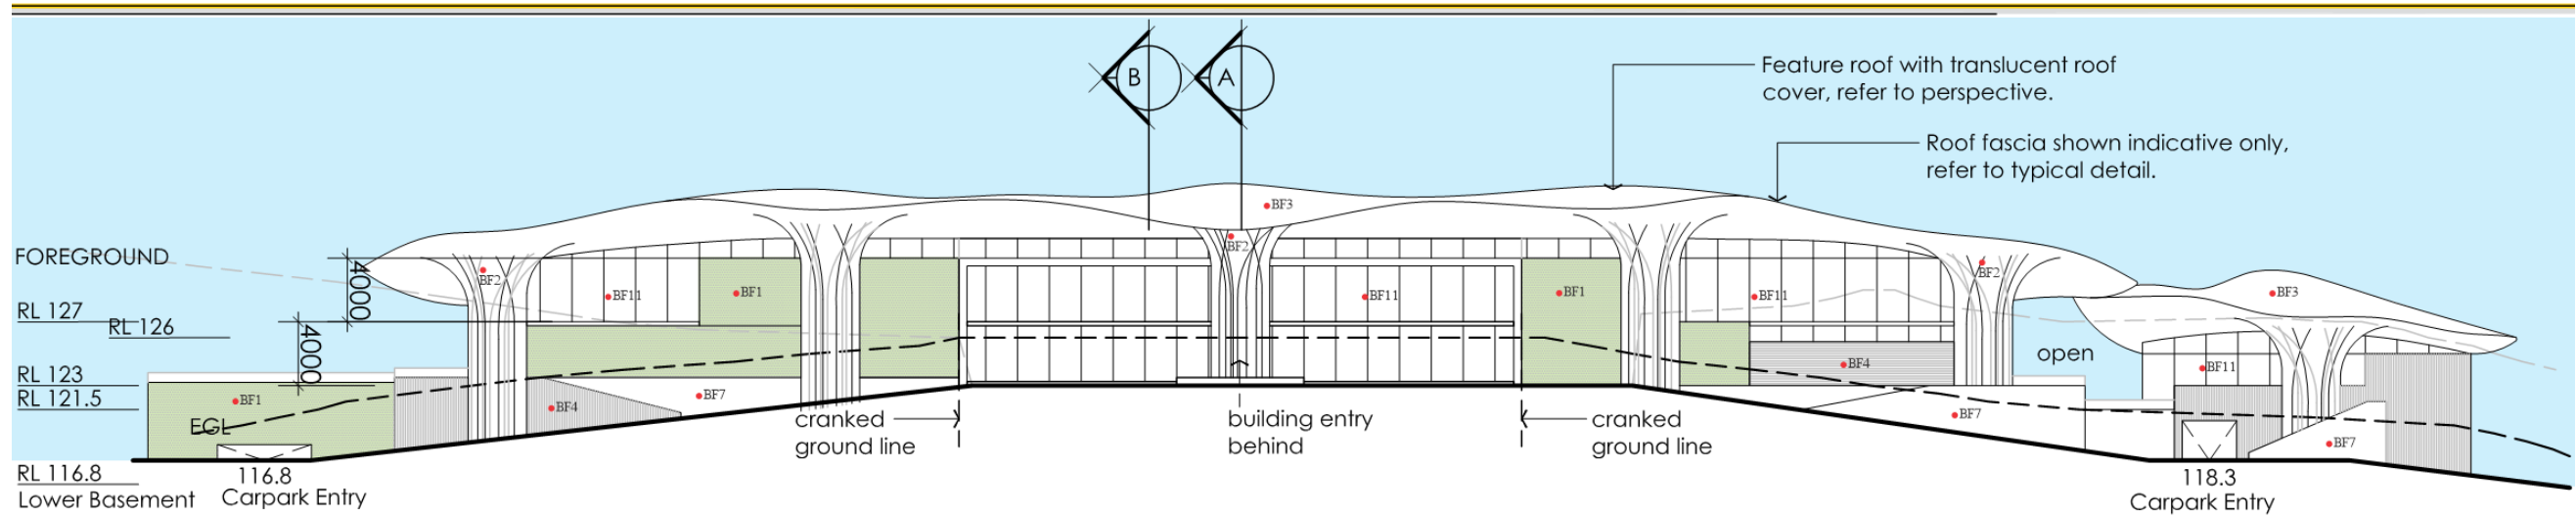 B
A
Feature roof with translucent roof
cover, refer to perspective.
Roof fascia shown indicative only,
refer to typical detail.
BF3
BF2
FOREGROUND
4000
BF2
BF11
BF1
BF11
BF1
BF11
BF2
BF3
RL 127
RL 126
4000
open
RL 123
RL 121.5
BF1
EGL
BF4
BF7
BF4
BF11
BF7
BF7
cranked
ground line
building entry
behind
cranked
ground line
RL 116.8
Lower Basement
116.8
Carpark Entry
118.3
Carpark Entry